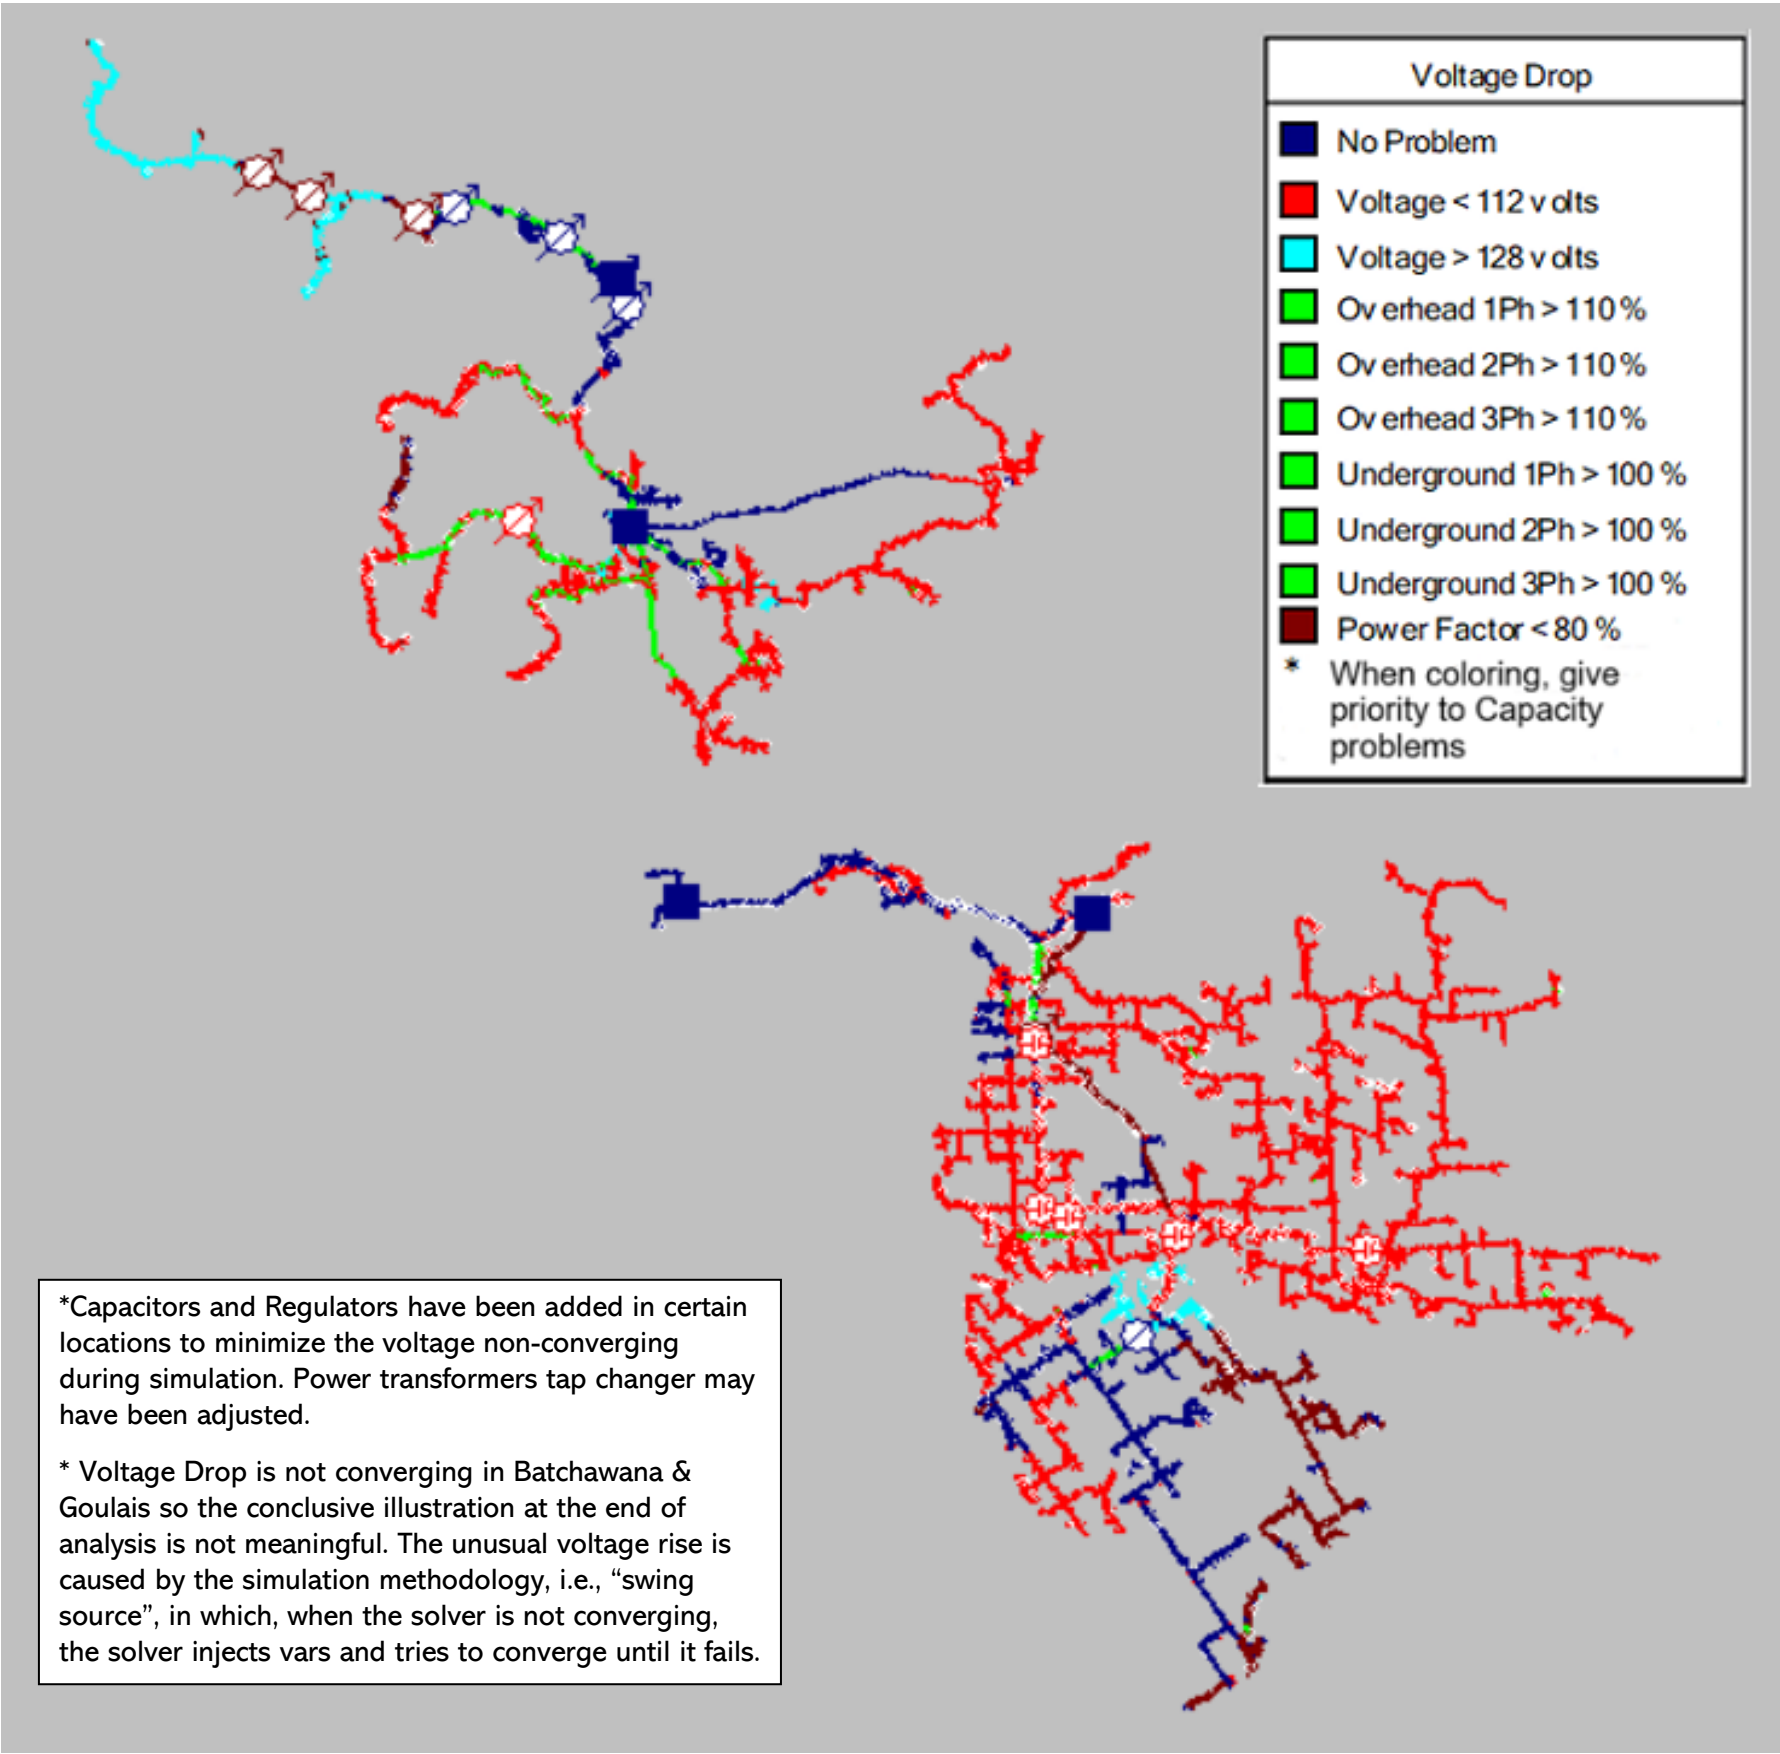 Voltage Drop
No Problem
Voltage < 112 volts
Voltage > 128 volts
Overhead 1Ph > 110 %
Overhead 2Ph > 110 %
Overhead 3Ph > 110 %
Underground 1Ph > 100 %
Underground 2Ph > 100 %
Underground 3Ph > 100 %
Power Factor < 80 %
* When coloring, give
priority to Capacity
problems
*Capacitors and Regulators have been added in certain
locations to minimize the voltage non-converging
during simulation. Power transformers tap changer may
have been adjusted.
* Voltage Drop is not converging in Batchawana &
Goulais so the conclusive illustration at the end of
analysis is not meaningful. The unusual voltage rise is
caused by the simulation methodology, i.e., “swing
source”, in which, when the solver is not converging,
the solver injects vars and tries to converge until it fails.